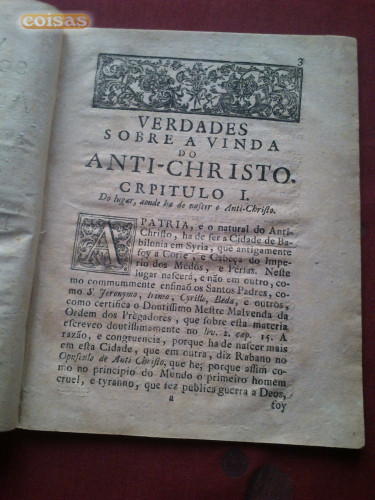 coisas
3
VERDADES
SOBRE A VINDA
DO
ANTI-CHRISTO.
CRPITULO I.
Do lugar, aonde ha de nascer o Anti-Christo.
A PATRIA, e o natural do Anti-
Christo, ha de ser a Cidade de Ba-
bilonia em Syria, que antigamente
foy a Corte, e Cabeça do Impe-
rio dos Medos, e Persas. Neste
lugar nascerá, e não em outro, co-
mo commummente ensinaõ os Santos Padres, co-
mo S. Jeronymo, Cyrillo, Beda, e outros,
como certifica o Doutissimo Mestre Malvenda da
Ordem dos Prègadores, que sobre esta materia
escreveo doutissimamente no liv. 2. cap. 15. A
razão, e congruencia, porque ha de nascer mais
em esta Cidade, que em outra, diz Rabano no
Opusculo de Anti Christo, que he; porque assim co-
mo no principio do Mundo o primeiro homem
cruel, e tyranno, que fez publica guerra a Deos,
a
foy